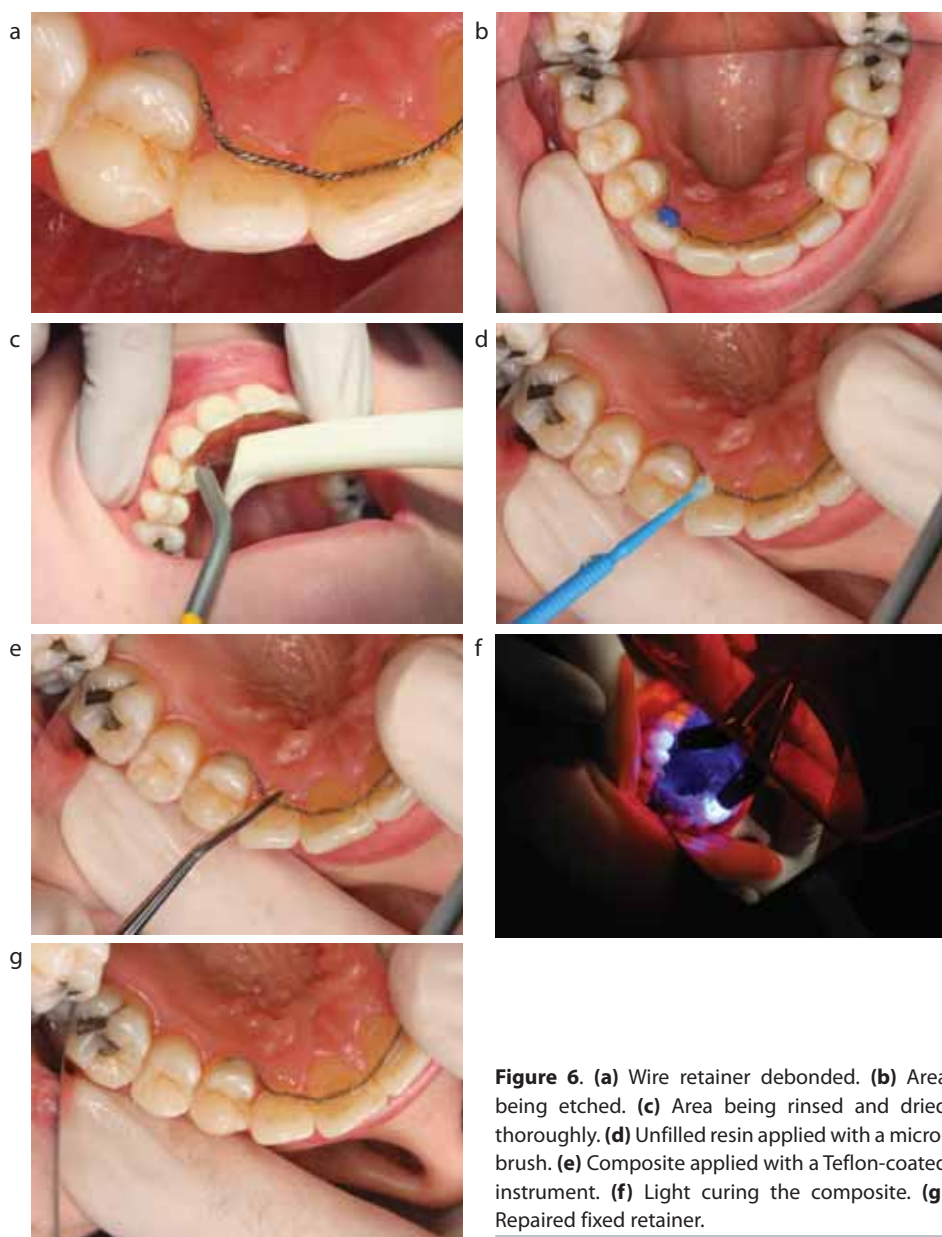 a
b
c
d
e
f
g
Figure 6. (a) Wire retainer debonded. (b) Area
being etched. (c) Area being rinsed and dried
thoroughly. (d) Unfilled resin applied with a micro
brush. (e) Composite applied with a Teflon-coated
instrument. (f) Light curing the composite. (g
Repaired fixed retainer.